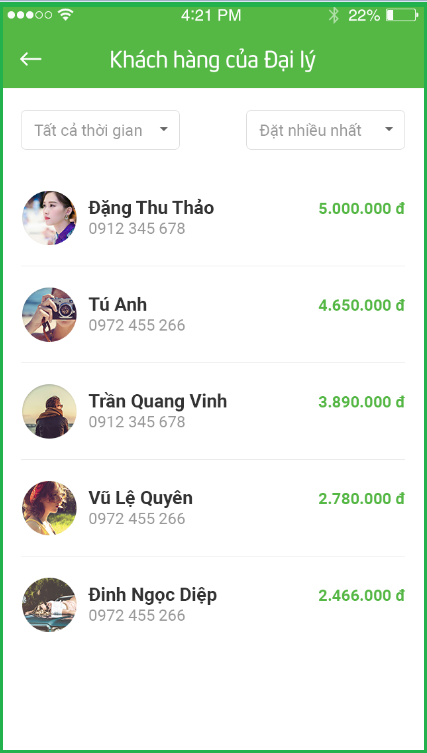 4:21 PM
22%
Khách hàng của Đại lý
Tất cả thời gian
Đặt nhiều nhất
Đặng Thu Thảo
5.000.000 đ
0912 345 678
Tú Anh
4.650.000 đ
0972 455 266
Trần Quang Vinh
3.890.000 đ
0912 345 678
Vũ Lệ Quyên
2.780.000 đ
0972 455 266
Đinh Ngọc Diệp
2.466.000 đ
0972 455 266